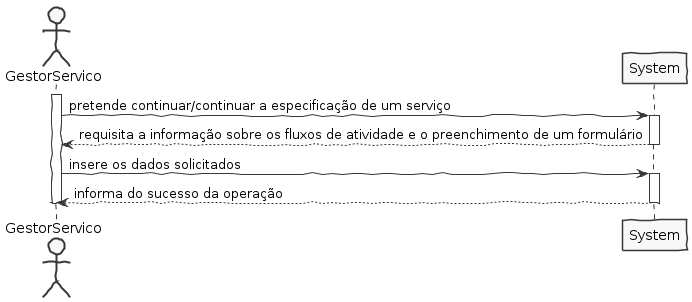 GestorServico
System
pretende continuar/continuar a especificação de um serviço
requisita a informação sobre os fluxos de atividade e o preenchimento de um formulário
insere os dados solicitados
informa do sucesso da operação
GestorServico
System